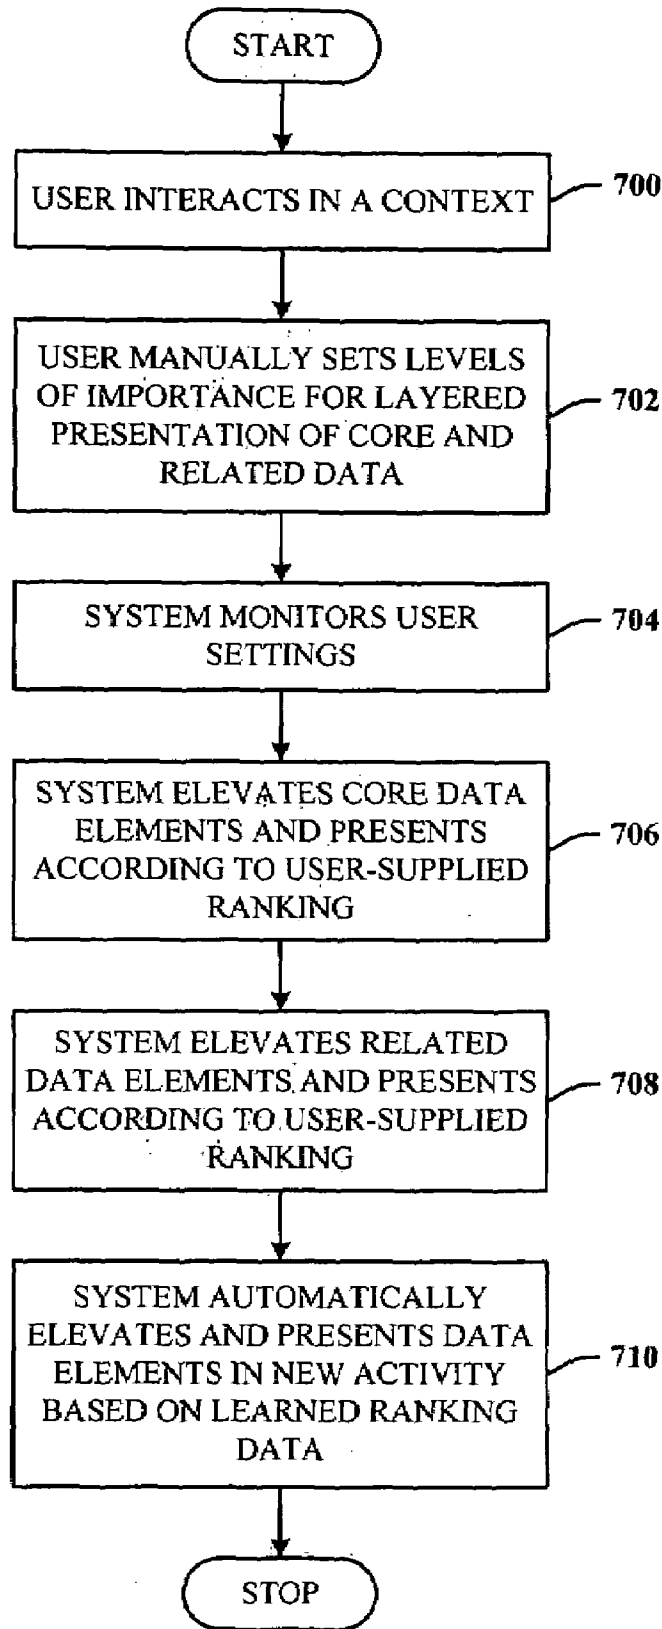 START
USER INTERACTS IN A CONTEXT
700
USER MANUALLY SETS LEVELS
OF IMPORTANCE FOR LAYERED
PRESENTATION OF CORE AND
RELATED DATA
702
SYSTEM MONITORS USER
SETTINGS
704
SYSTEM ELEVATES CORE DATA
ELEMENTS AND PRESENTS
ACCORDING TO USER-SUPPLIED
RANKING
706
SYSTEM ELEVATES RELATED
DATA ELEMENTS AND PRESENTS
ACCORDING TO USER-SUPPLIED
RANKING
708
SYSTEM AUTOMATICALLY
ELEVATES AND PRESENTS DATA
ELEMENTS IN NEW ACTIVITY
BASED ON LEARNED RANKING
DATA
710
STOP